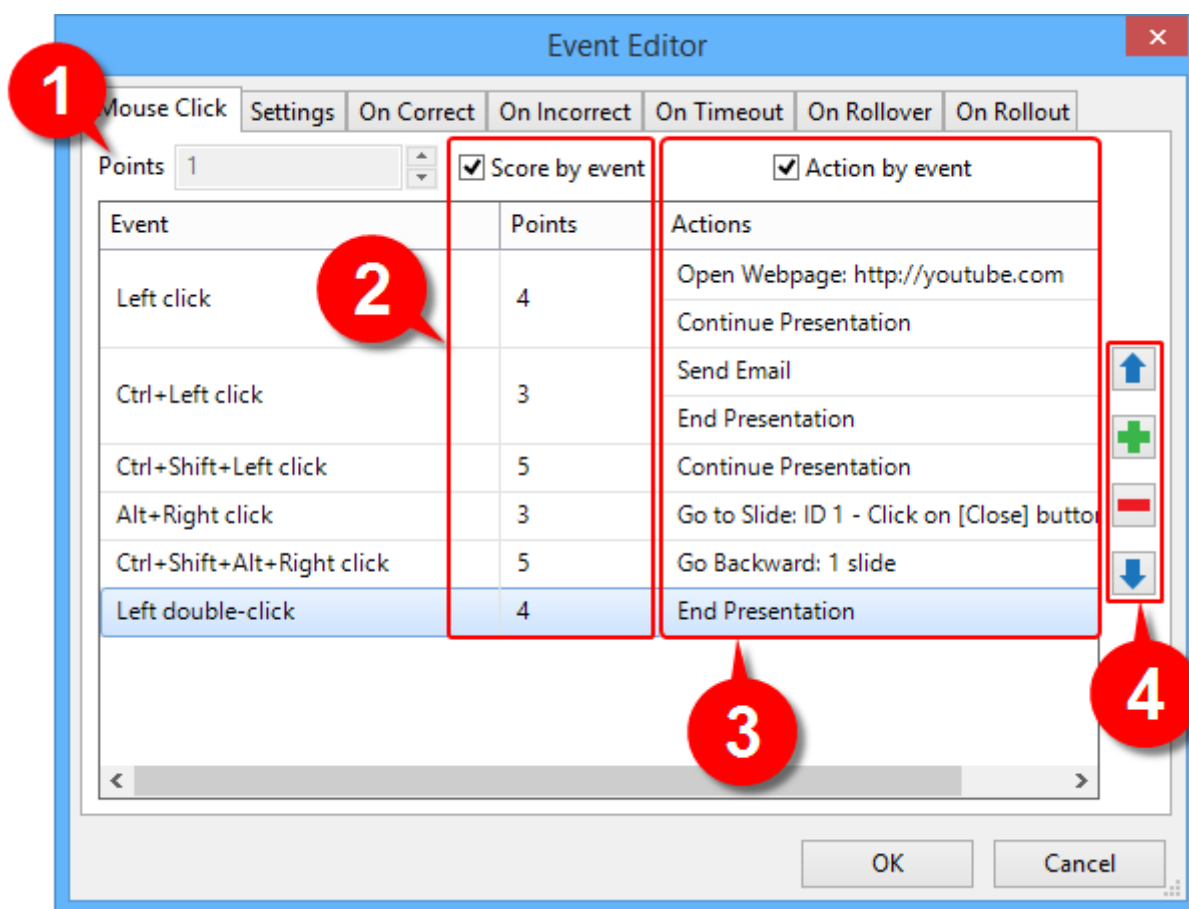 Event Editor
1
Mouse Click Settings On Correct On Incorrect On Timeout On Rollover On Rollout
Points 1 Score by event Action by event
Event Points Actions
Left click 4 Open Webpage: http://youtube.com
Continue Presentation
2
Ctrl+Left click 3 Send Email
End Presentation
Ctrl+Shift+Left click 5 Continue Presentation
Alt+Right click 3 Go to Slide: ID 1 - Click on [Close] butto
Ctrl+Shift+Alt+Right click 5 Go Backward: 1 slide
Left double-click 4 End Presentation
3
4
OK Cancel